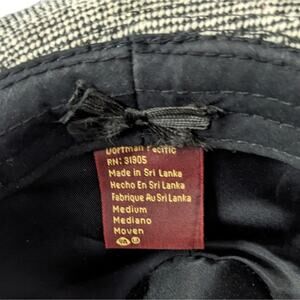 Dorfman Pacific
RN: 31905
Made in Sri Lanka
Hecho En Sri Lanka
Fabrique Au Sri Lanka
Medium
Mediano
Moyen